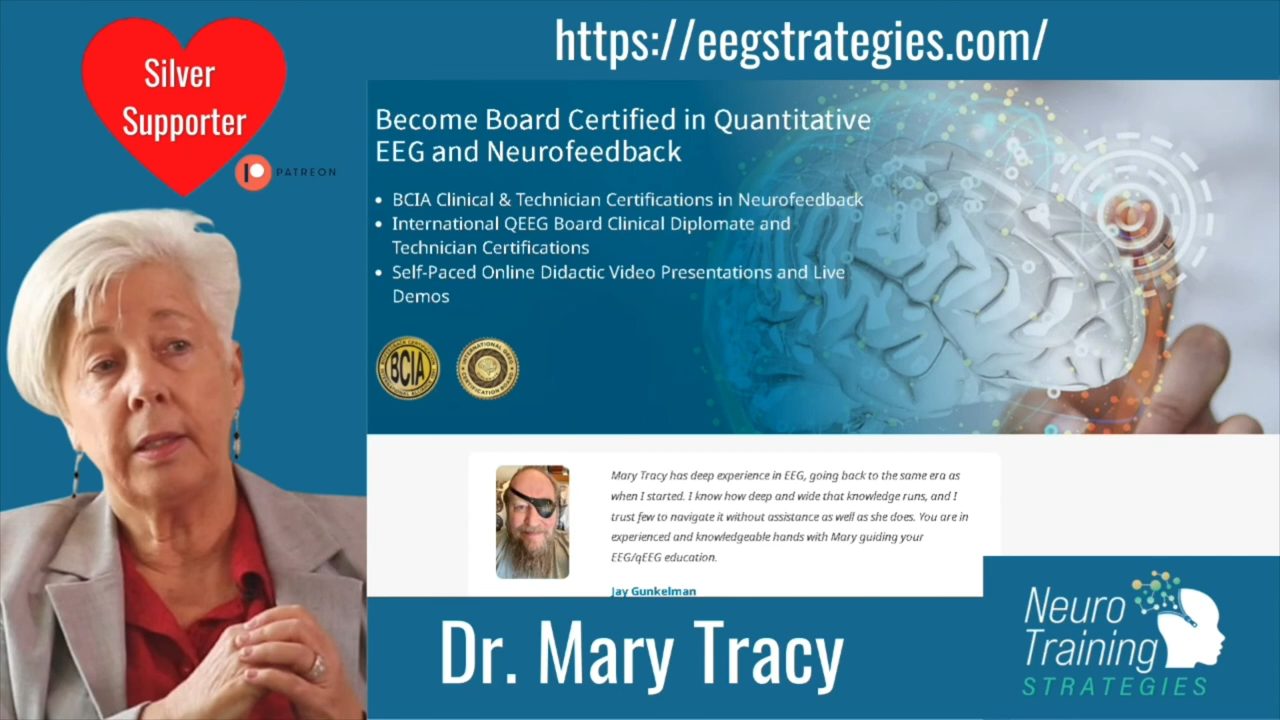 https://eegstrategies.com/
Silver
Supporter
PATREON
Become Board Certified in Quantitative
EEG and Neurofeedback
• BCIA Clinical & Technician Certifications in Neurofeedback
• International QEEG Board Clinical Diplomate and
Technician Certifications
• Self-Paced Online Didactic Video Presentations and Live
Demos
BCIA
Mary Tracy has deep experience in EEG, going back to the same era as
when I started. I know how deep and wide that knowledge runs, and I
trust few to navigate it without assistance as well as she does. You are in
experienced and knowledgeable hands with Mary guiding your
EEG/qEEG education.
Jay Gunkelman
Dr. Mary Tracy
Neuro
Training
STRATEGIES